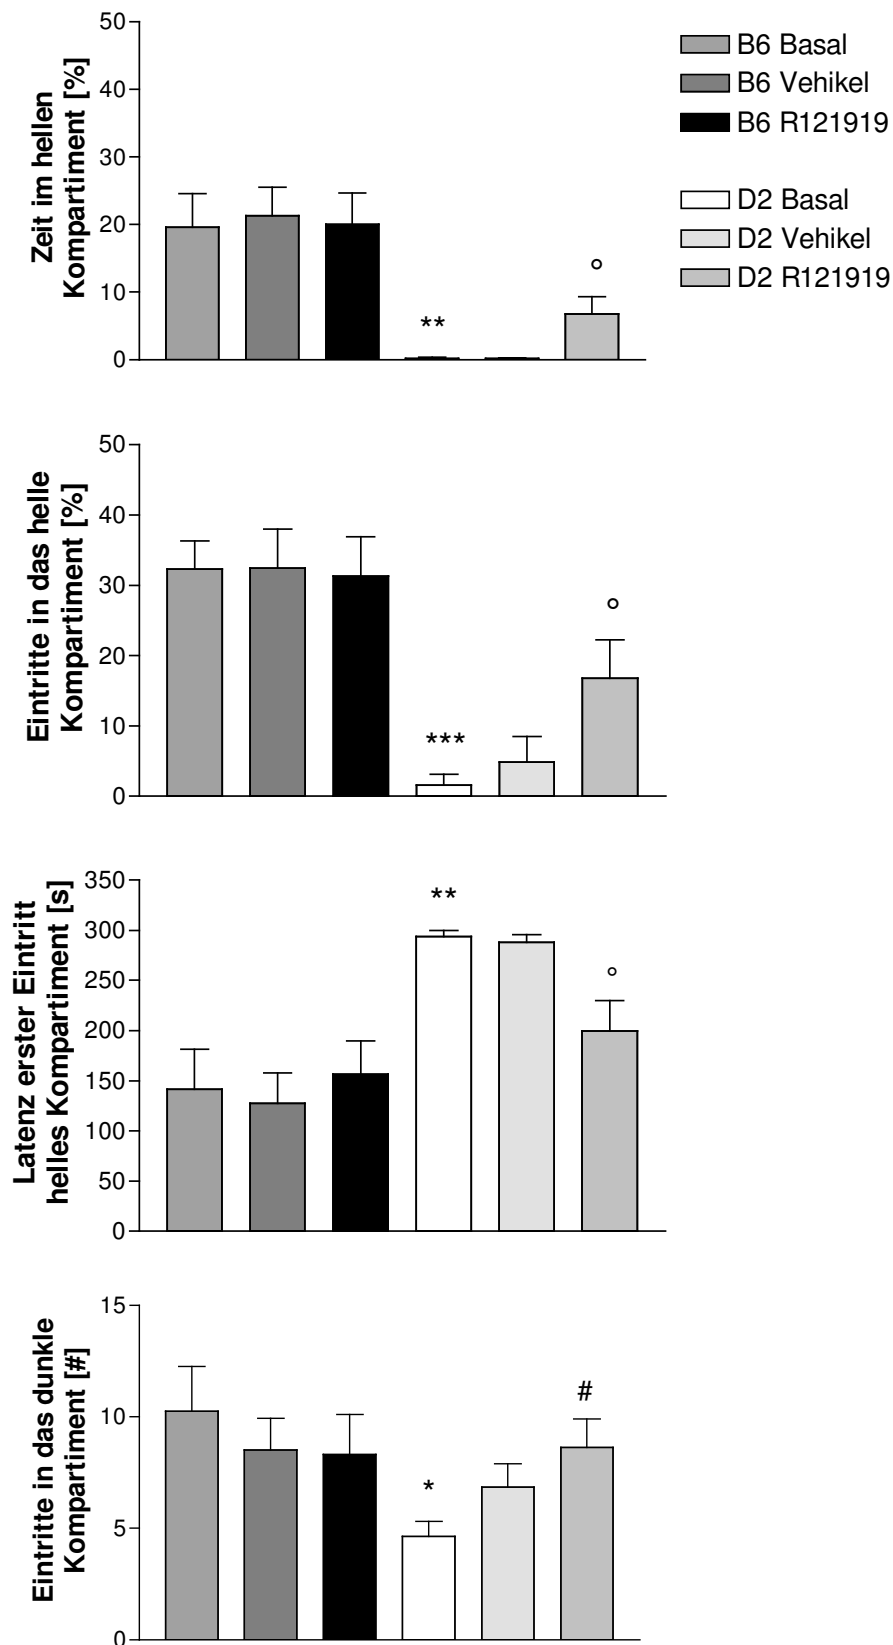 Zeit im hellen
Kompartiment [%]
50
40
30
20
10
0
**
°
B6 Basal
B6 Vehikel
B6 R121919
D2 Basal
D2 Vehikel
D2 R121919
Eintritte in das helle
Kompartiment [%]
50
40
30
20
10
0
***
°
Latenz erster Eintritt
helles Kompartiment [s]
350
300
250
200
150
100
50
0
**
°
Eintritte in das dunkle
Kompartiment [#]
15
10
5
0
*
#